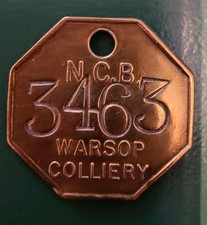 N.C.B.
3463
WARSOP
COLLIERY